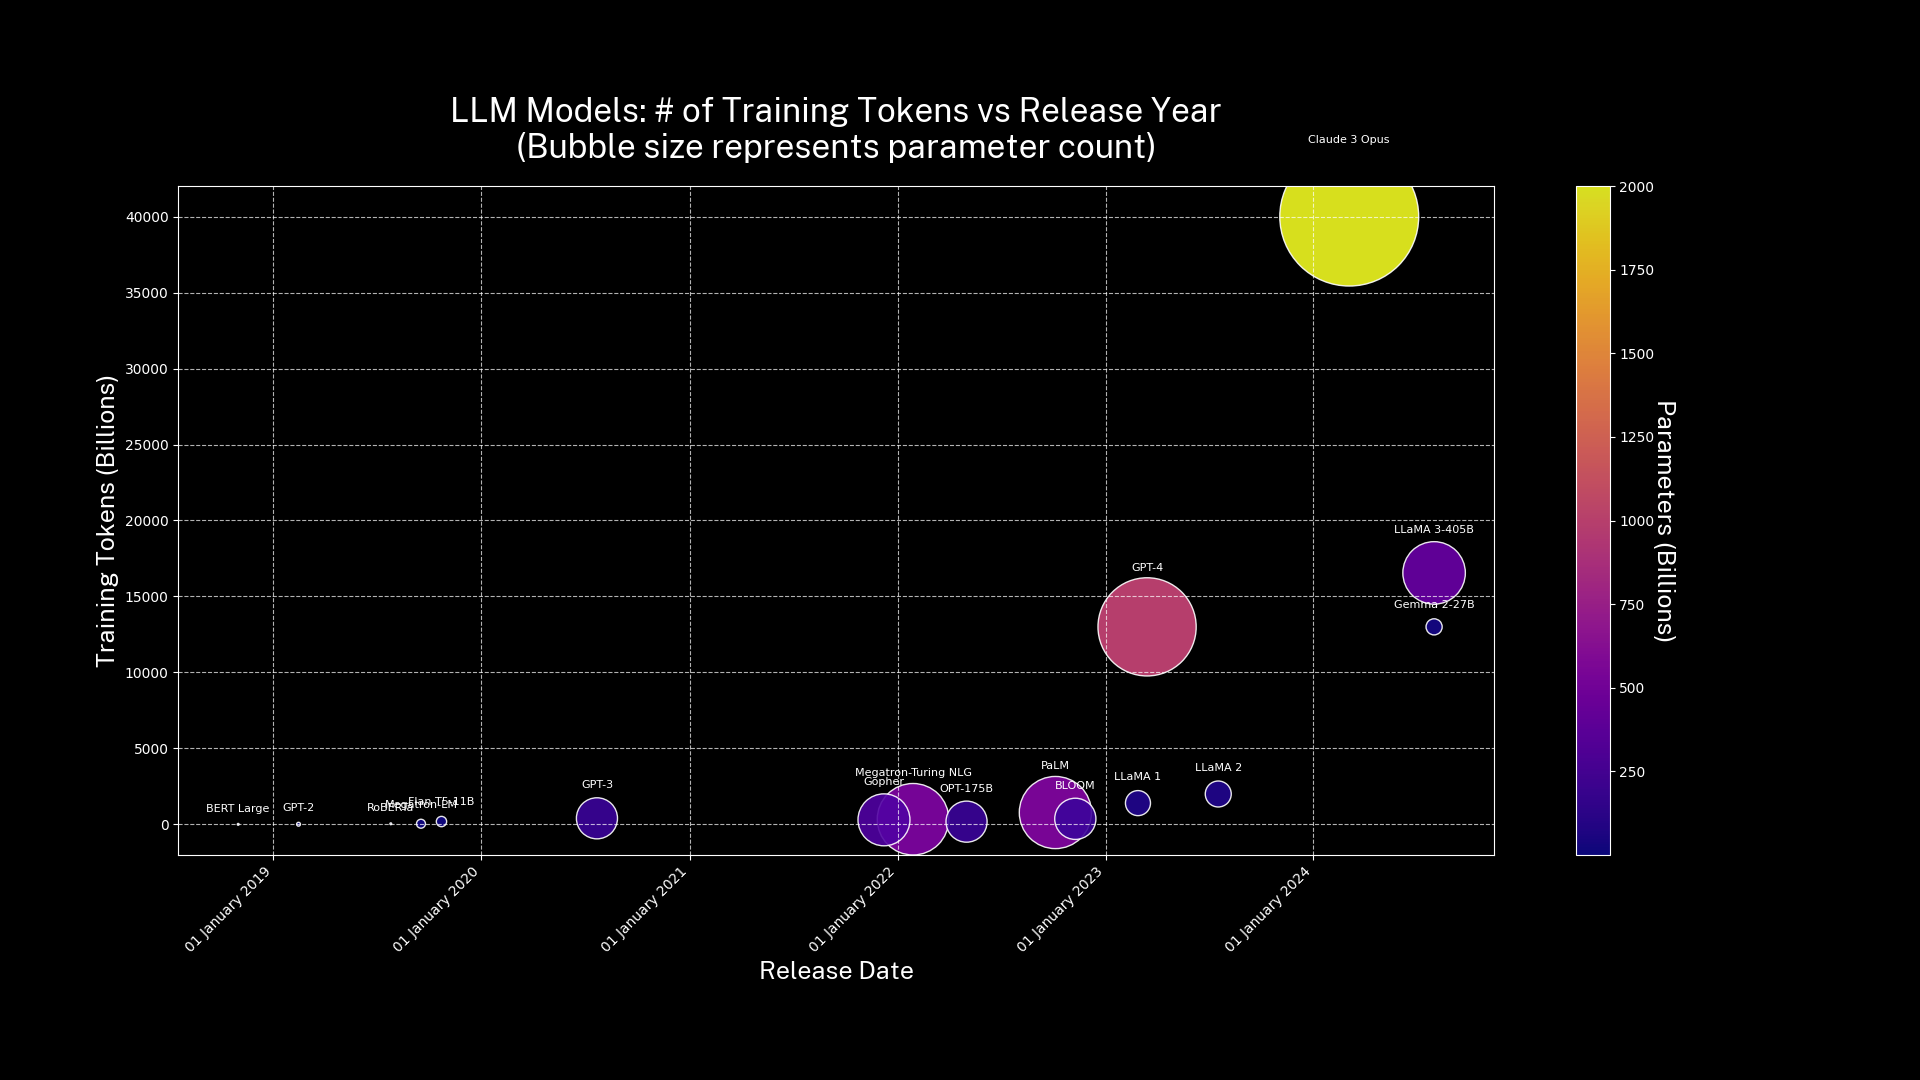 LLM Models: # of Training Tokens vs Release Year
(Bubble size represents parameter count)
Claude 3 Opus
40000
35000
30000
25000
20000
15000
10000
5000
0
Training Tokens (Billions)
LLaMA 3-405B
GPT-4
Gemma 2-27B
PaLM
LLaMA 2
Megatron-Turing NLG
LLaMA 1
Gopher
GPT-3
BLOOM
OPT-175B
Flan T5-11B
Megatron-LM
RoBERTa
GPT-2
BERT Large
01 January 2019
01 January 2020
01 January 2021
01 January 2022
01 January 2023
01 January 2024
Release Date
2000
1750
1500
1250
1000
750
500
250
Parameters (Billions)